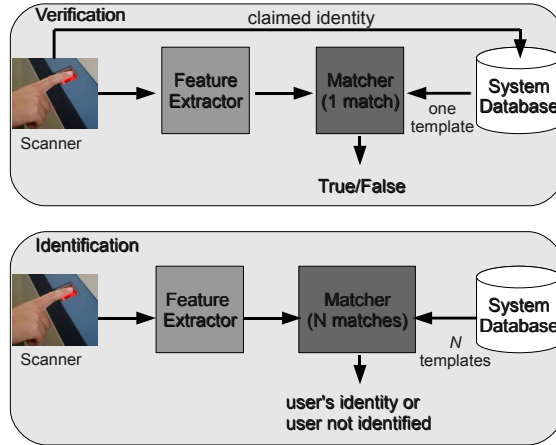 Verification
claimed identity
Feature
Extractor
Matcher
(1 match)
one
template
System
Database
Scanner
True/False
Identification
Feature
Extractor
Matcher
(N matches)
N
templates
System
Database
Scanner
user's identity or
user not identified